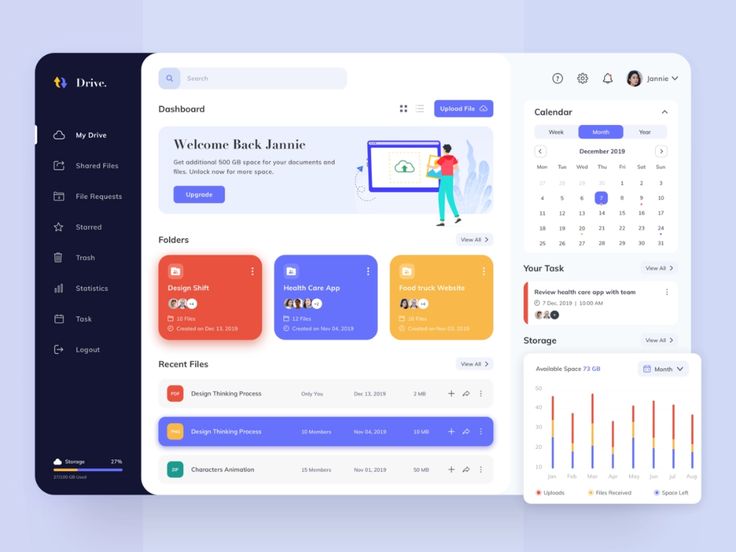 Drive.
My Drive
Shared Files
File Requests
Starred
Trash
Statistics
Task
Logout
Storage 27%
27/100 GB Used
Search
Dashboard
Upload File
Welcome Back Jannie
Get additional 500 GB space for your documents and
files. Unlock now for more space.
Upgrade
Folders
View All
Design Shift
+4
10 Files
Created on Dec 13, 2019
Health Care App
+2
12 Files
Created on Nov 04, 2019
Food truck Website
+4
Files
Created on Nov 03, 2019
Recent Files
View All
PDF Design Thinking Process Only You Dec 13, 2019 2 MB
PNG Design Thinking Process 10 Members Nov 04, 2019 10 MB
ZIP Characters Animation 15 Members Nov 01, 2019 50 MB
Jannie
Calendar
Week Month Year
December 2019
Mon Tue Wed Thu Fri Sat Sun
27 28 29 30 1 2 3
4 5 6 7 8 9 10
11 12 13 14 15 16 17
18 19 20 21 22 23 24
25 26 27 28 29 30 31
Your Task
View All
Review health care app with team
7 Dec, 2019 | 10:00 AM
Storage
View All
Available Space 73 GB
Month
50
40
30
20
10
Jan Feb Mar Apr May Jun Jul Aug
Uploads Files Received Space Left